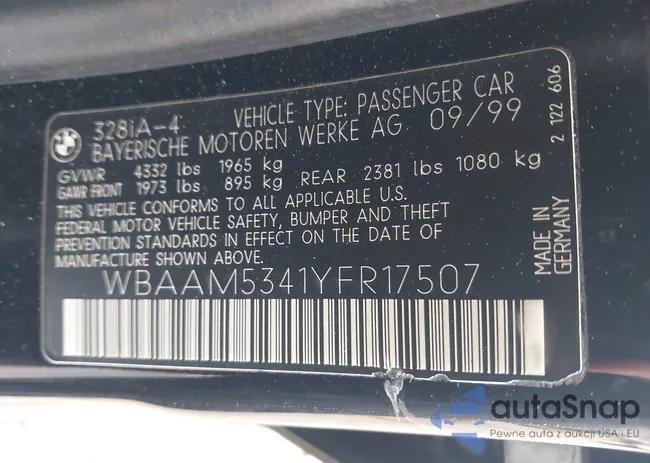 BMW
328iA-4 VEHICLE TYPE: PASSENGER CAR
BAYERISCHE MOTOREN WERKE AG 09/99
GVWR 4332 lbs 1965 kg
GAWR FRONT 1973 lbs 895 kg REAR 2381 lbs 1080 kg
THIS VEHICLE CONFORMS TO ALL APPLICABLE U.S.
FEDERAL MOTOR VEHICLE SAFETY, BUMPER AND THEFT
PREVENTION STANDARDS IN EFFECT ON THE DATE OF
MANUFACTURE SHOWN ABOVE.
WBAAM5341YFR17507
MADE IN
GERMANY
2 122 606
autaSnap
Pewne auta z aukcji USA i EU